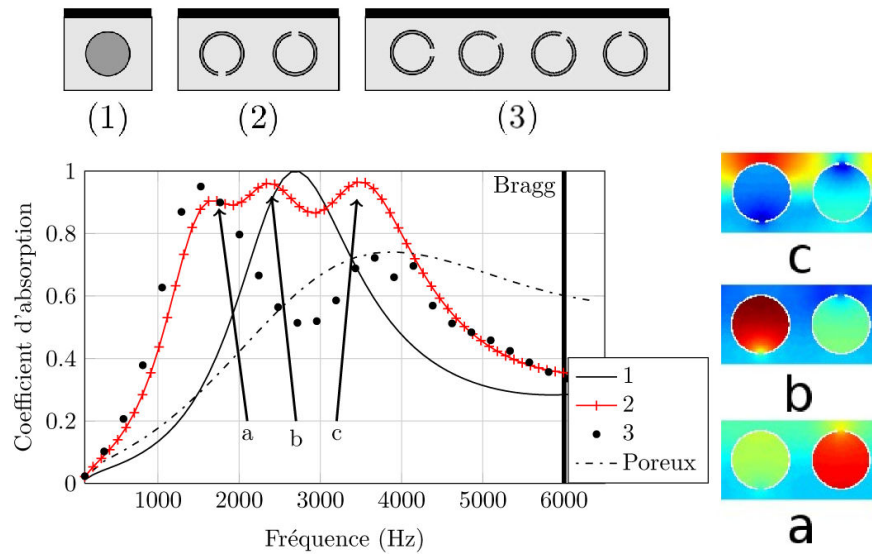 (1)
(2)
(3)
Coefficient d'absorption
1
0.8
0.6
0.4
0.2
0
Bragg
a
b
c
1
2
3
Poreux
1000
2000
3000
4000
5000
6000
Fréquence (Hz)
c
b
a